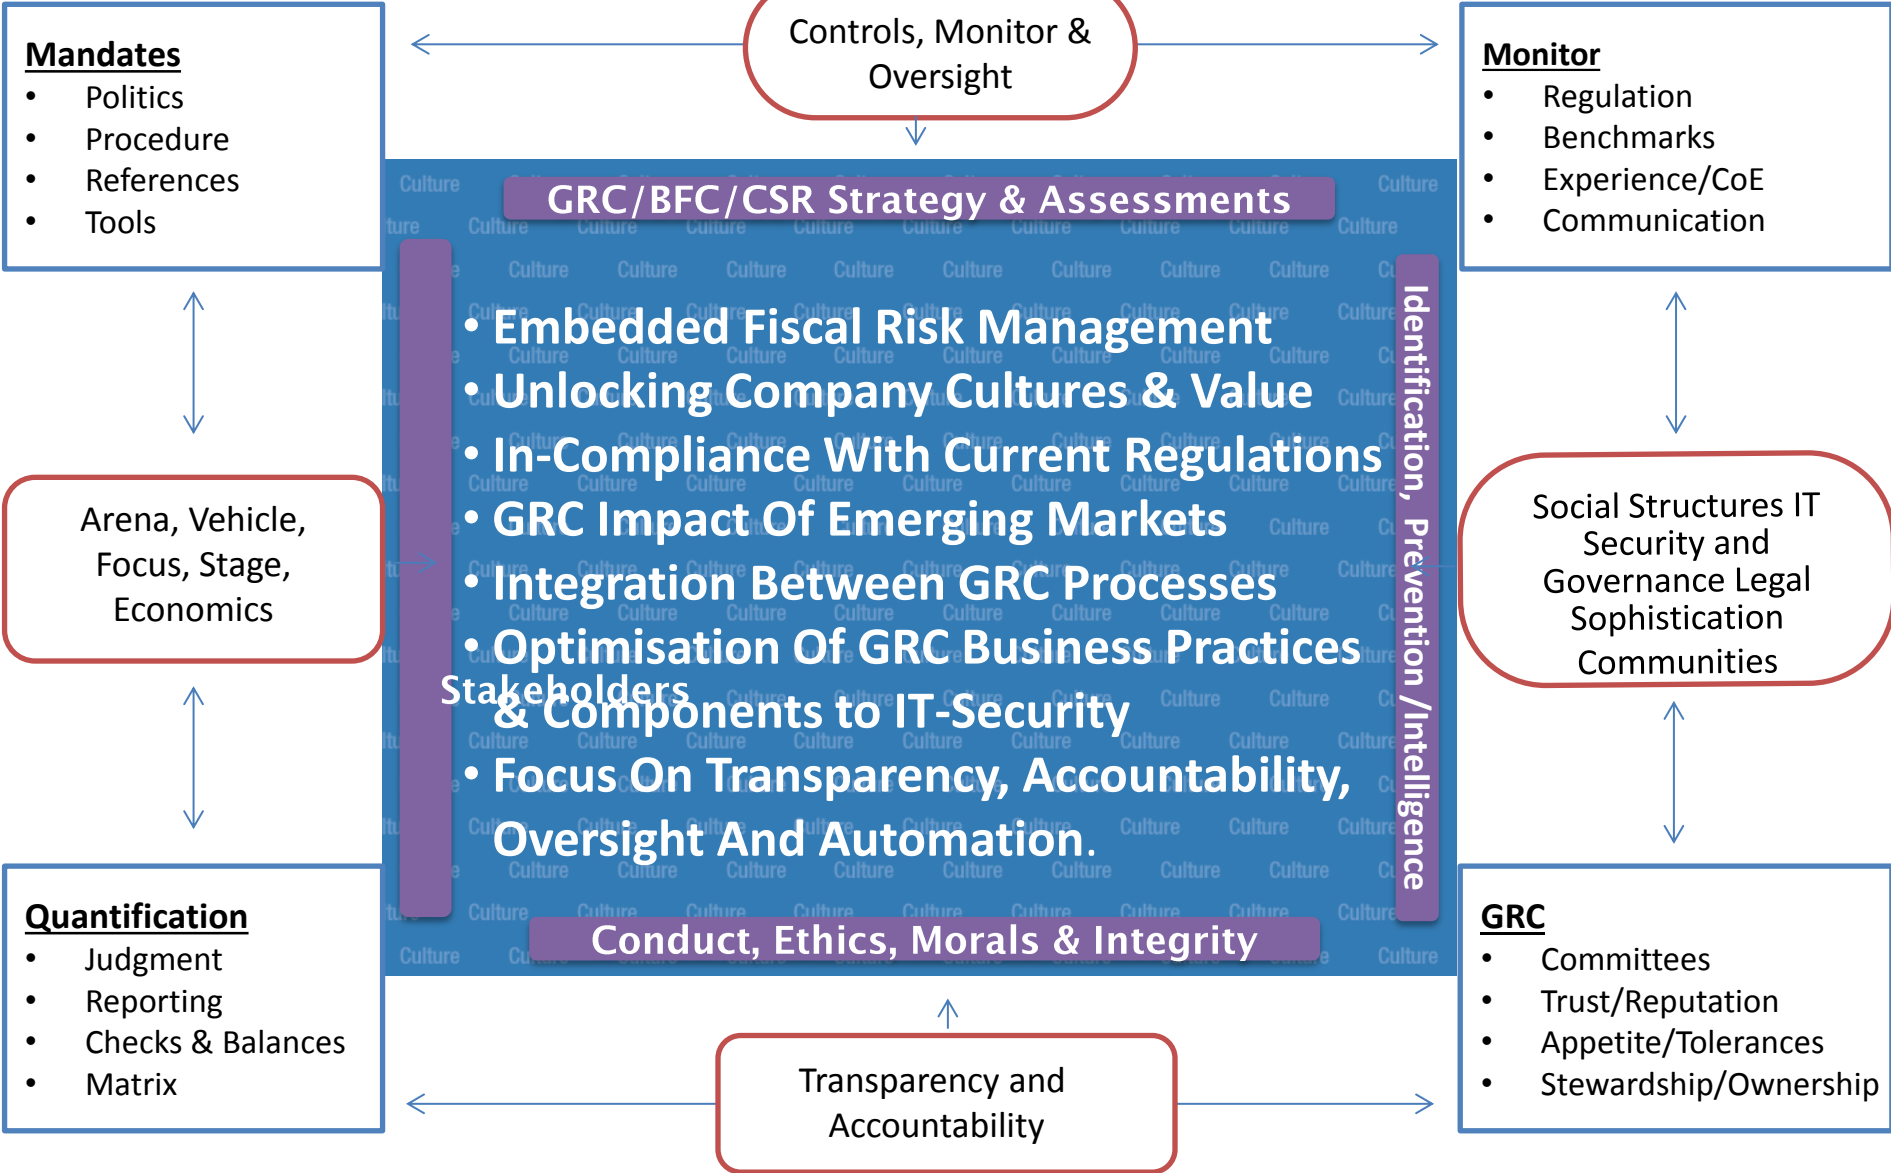 Controls, Monitor &
Oversight
Mandates
• Politics
• Procedure
• References
• Tools
Monitor
• Regulation
• Benchmarks
• Experience/CoE
• Communication
GRC/BFC/CSR Strategy & Assessments
Arena, Vehicle,
Focus, Stage,
Economics
Stakeholders
• Embedded Fiscal Risk Management
• Unlocking Company Cultures & Value
• In-Compliance With Current Regulations
• GRC Impact Of Emerging Markets
• Integration Between GRC Processes
• Optimisation Of GRC Business Practices
& Components to IT-Security
• Focus On Transparency, Accountability,
Oversight And Automation.
Identification, Prevention /Intelligence
Social Structures IT
Security and
Governance Legal
Sophistication
Communities
Conduct, Ethics, Morals & Integrity
Quantification
• Judgment
• Reporting
• Checks & Balances
• Matrix
GRC
• Committees
• Trust/Reputation
• Appetite/Tolerances
• Stewardship/Ownership
Transparency and
Accountability
Culture